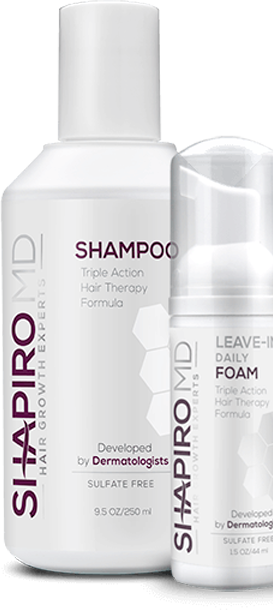 SHAPIRO MD
HAIR GROWTH EXPERTS
SHAMPOO
Triple Action
Hair Therapy
Formula
Developed
by Dermatologists
SULFATE FREE
9.5 OZ/250 ml
SHAPIRO MD
HAIR GROWTH EXPERTS
LEAVE-IN
DAILY
FOAM
Triple Action
Hair Therapy
Formula
Developed
by Dermatolog
SULFATE FREE
1.5 OZ/44 ml